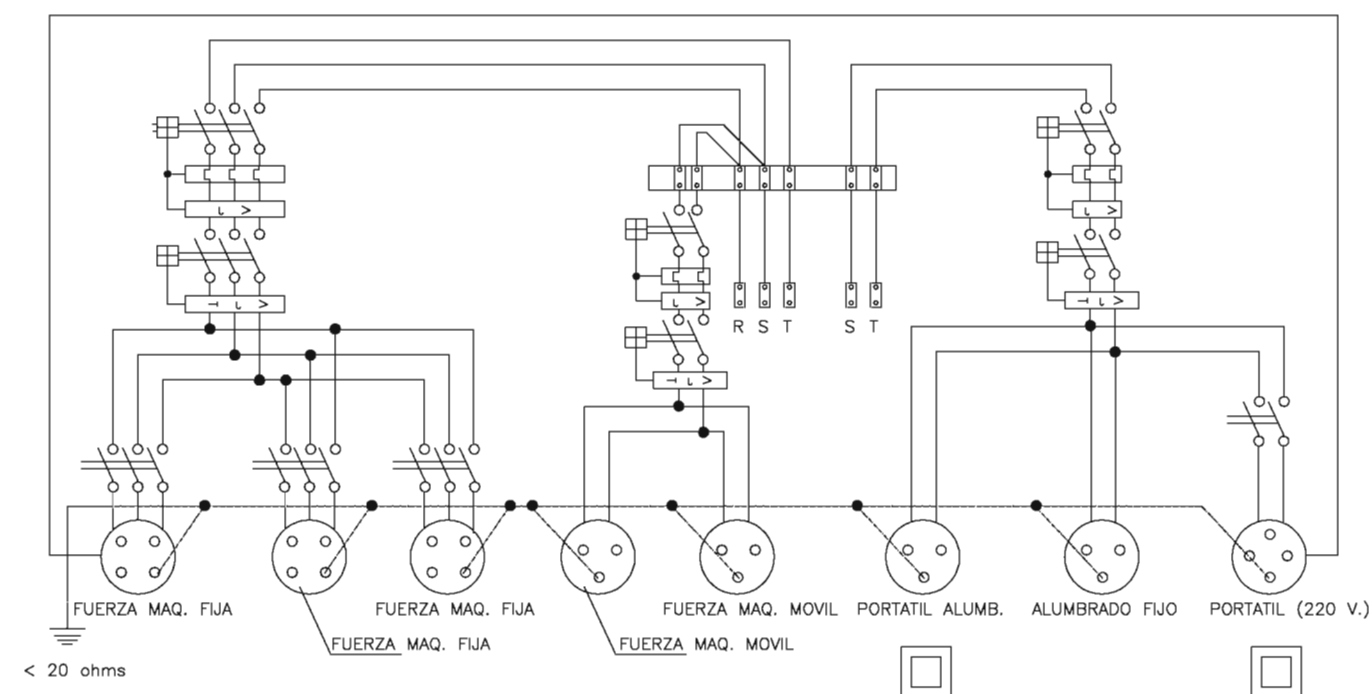 R S T S T
FUERZA MAQ. FIJA FUERZA MAQ. FIJA FUERZA MAQ. MOVIL PORTATIL ALUMB. ALUMBRADO FIJO PORTATIL (220 V.)
FUERZA MAQ. FIJA FUERZA MAQ. MOVIL
< 20 ohms